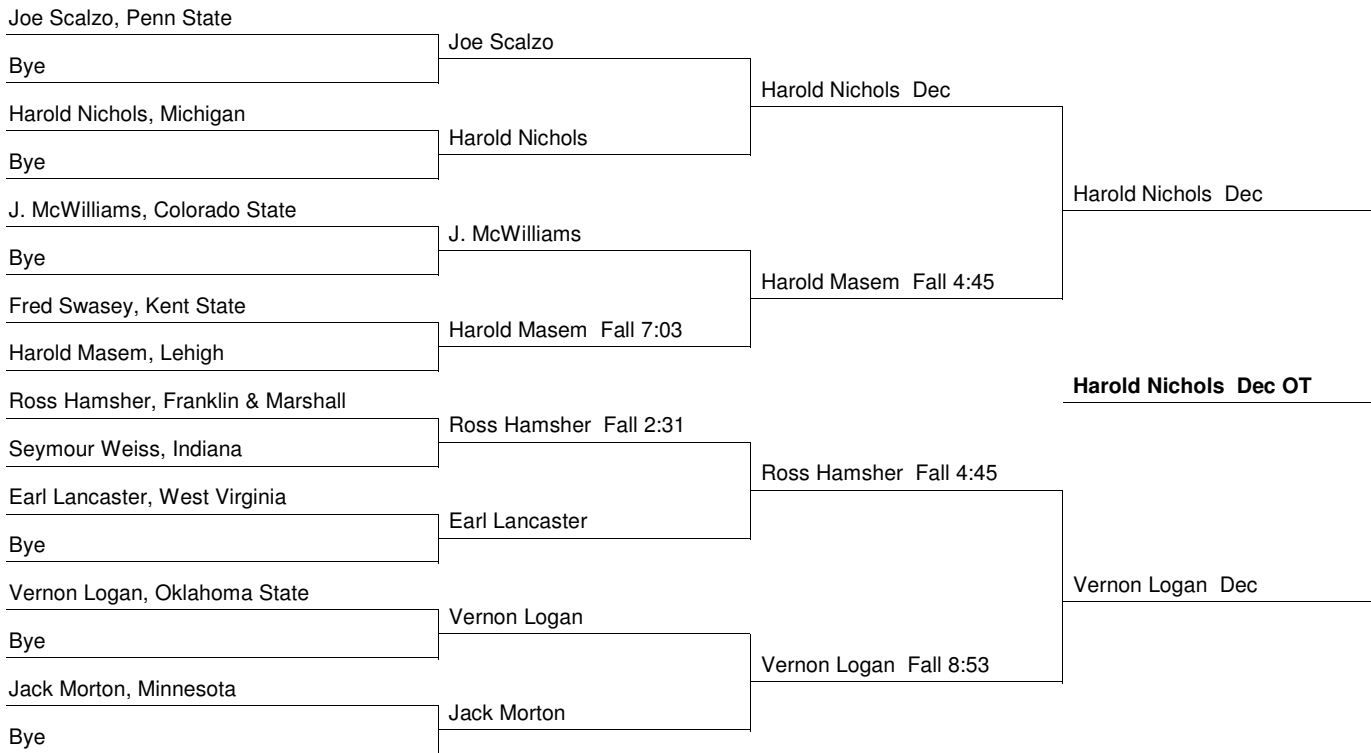 Joe Scalzo, Penn State
Bye
Harold Nichols, Michigan
Bye
J. McWilliams, Colorado State
Bye
Fred Swasey, Kent State
Harold Masem, Lehigh
Ross Hamsher, Franklin & Marshall
Seymour Weiss, Indiana
Earl Lancaster, West Virginia
Bye
Vernon Logan, Oklahoma State
Bye
Jack Morton, Minnesota
Bye
Joe Scalzo
Harold Nichols
J. McWilliams
Harold Masem Fall 7:03
Ross Hamsher Fall 2:31
Earl Lancaster
Vernon Logan
Jack Morton
Harold Nichols Dec
Harold Masem Fall 4:45
Ross Hamsher Fall 4:45
Vernon Logan Fall 8:53
Harold Nichols Dec
Harold Nichols Dec OT
Vernon Logan Dec